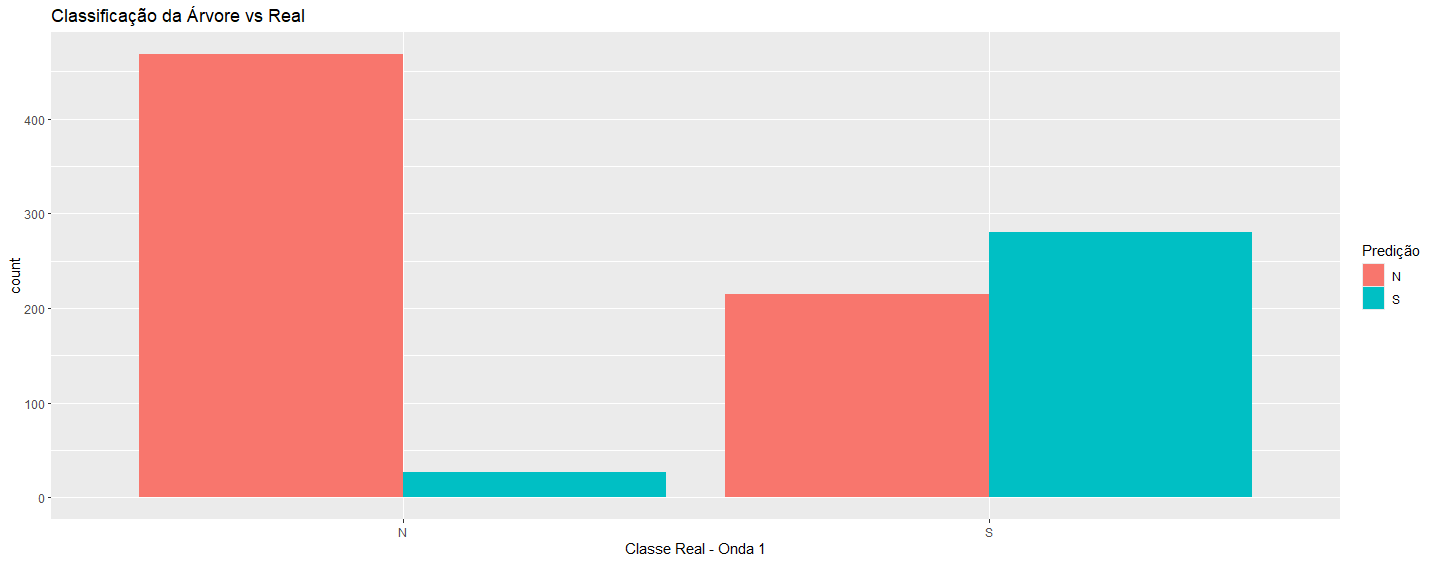 Classificação da Árvore vs Real
count
400
300
200
100
0
N
S
Classe Real - Onda 1
Predição
N
S